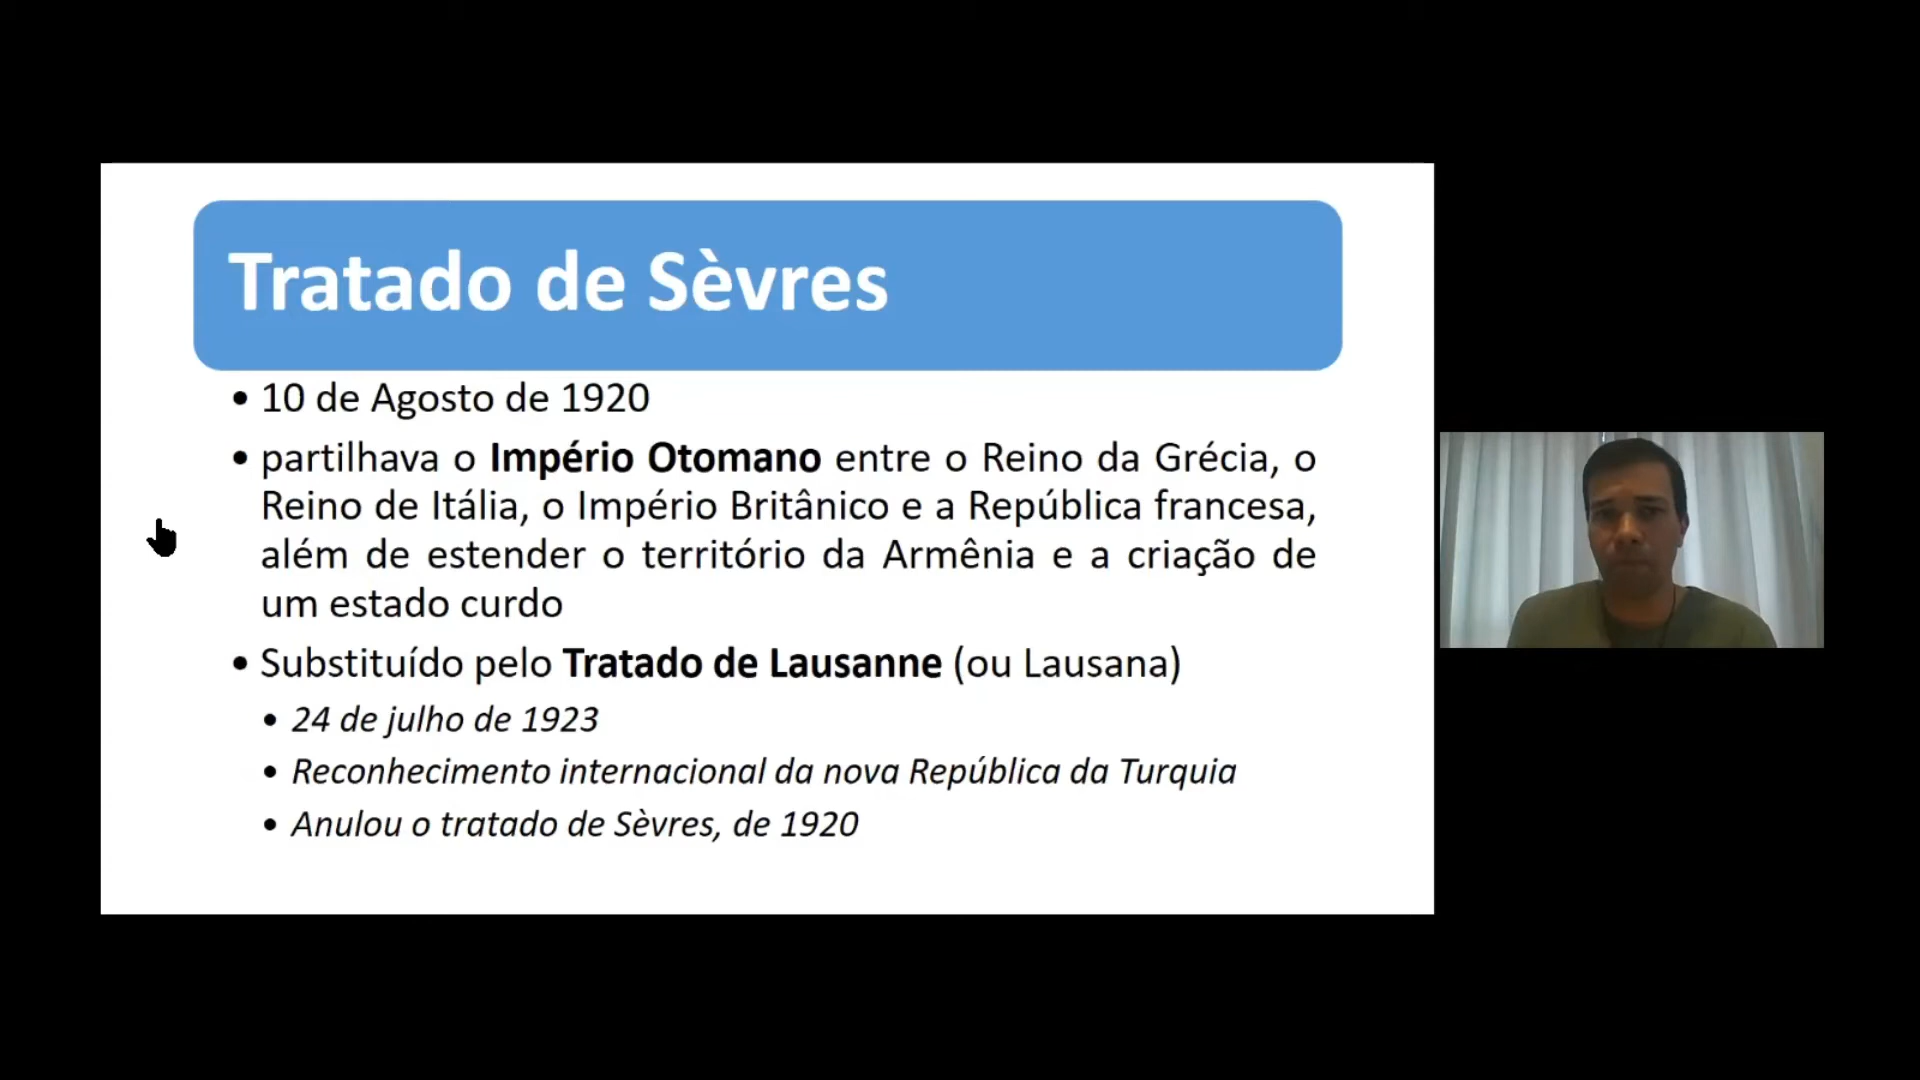 Tratado de Sèvres
• 10 de Agosto de 1920
• partilhava o Império Otomano entre o Reino da Grécia, o
Reino de Itália, o Império Britânico e a República francesa,
além de estender o território da Armênia e a criação de
um estado curdo
• Substituído pelo Tratado de Lausanne (ou Lausana)
• 24 de julho de 1923
• Reconhecimento internacional da nova República da Turquia
• Anulou o tratado de Sèvres, de 1920